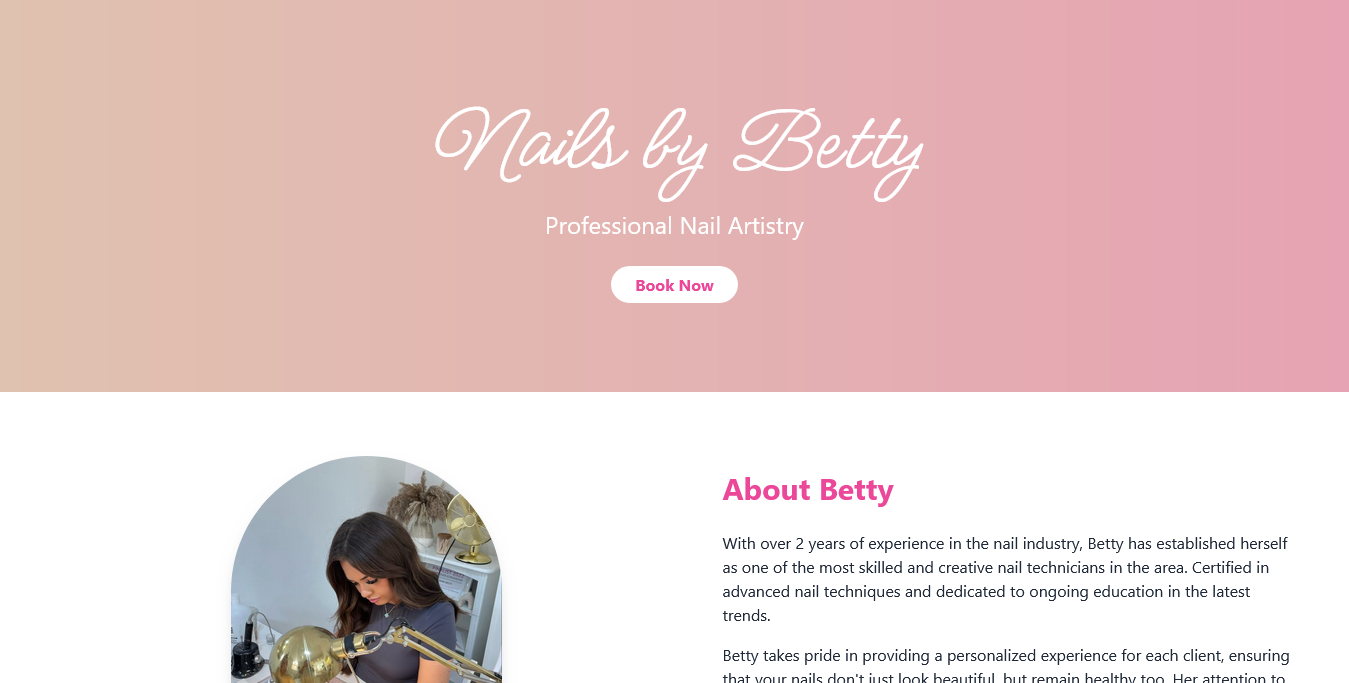 Nails by Betty
Professional Nail Artistry
Book Now
About Betty
With over 2 years of experience in the nail industry, Betty has established herself
as one of the most skilled and creative nail technicians in the area. Certified in
advanced nail techniques and dedicated to ongoing education in the latest
trends.
Betty takes pride in providing a personalized experience for each client, ensuring
that your nails don't just look beautiful, but remain healthy too. Her attention to